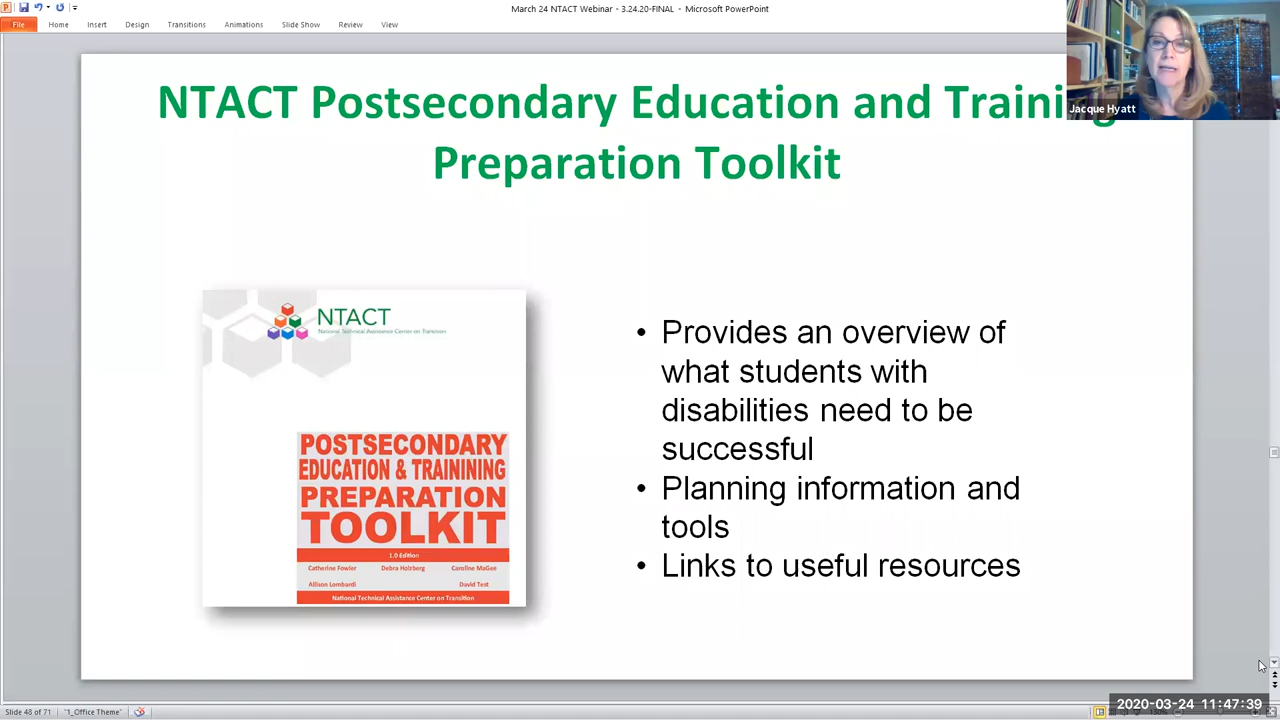 March 24 NTACT Webinar - 3.24.20-FINAL - Microsoft PowerPoint
File Home Insert Design Transitions Animations Slide Show Review View
Jacque Hyatt
NTACT Postsecondary Education and Training
Preparation Toolkit
NTACT
National Technical Assistance Center on Transition
POSTSECONDARY
EDUCATION & TRAINING
PREPARATION
TOOLKIT
1.0 Edition
Catherine Fowler Debra Holzberg Caroline MaGee
Allison Lombardi David Test
National Technical Assistance Center on Transition
• Provides an overview of
what students with
disabilities need to be
successful
• Planning information and
tools
• Links to useful resources
Slide 48 of 71 "1_Office Theme"
2020-03-24 11:47:39